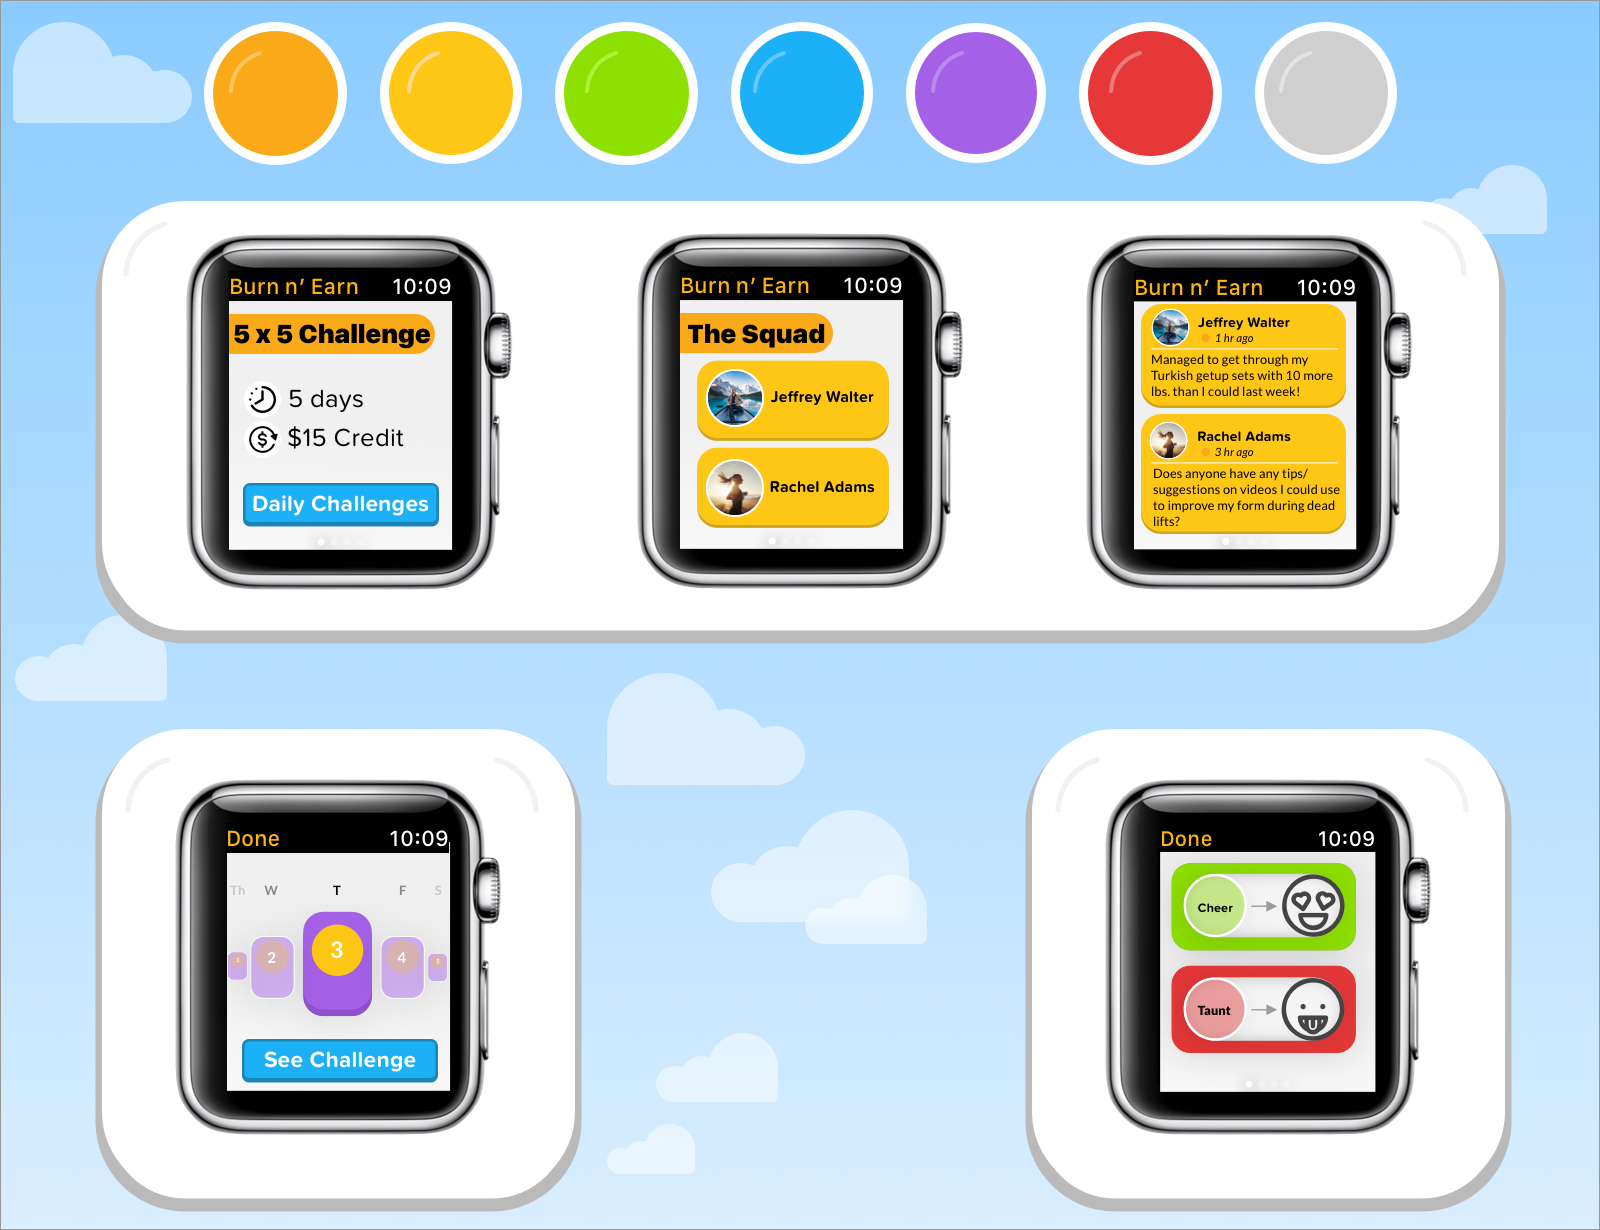 Burn n’ Earn 10:09
5 x 5 Challenge
5 days
$15 Credit
Daily Challenges
Burn n’ Earn 10:09
The Squad
Jeffrey Walter
Rachel Adams
Burn n’ Earn 10:09
Jeffrey Walter
1 hr ago
Managed to get through my
Turkish getup sets with 10 more
lbs. than I could last week!
Rachel Adams
3 hr ago
Does anyone have any tips/
suggestions on videos I could use
to improve my form during dead
lifts?
Done 10:09
Th W T F S
1 2 3 4 5
See Challenge
Done 10:09
Cheer
Taunt